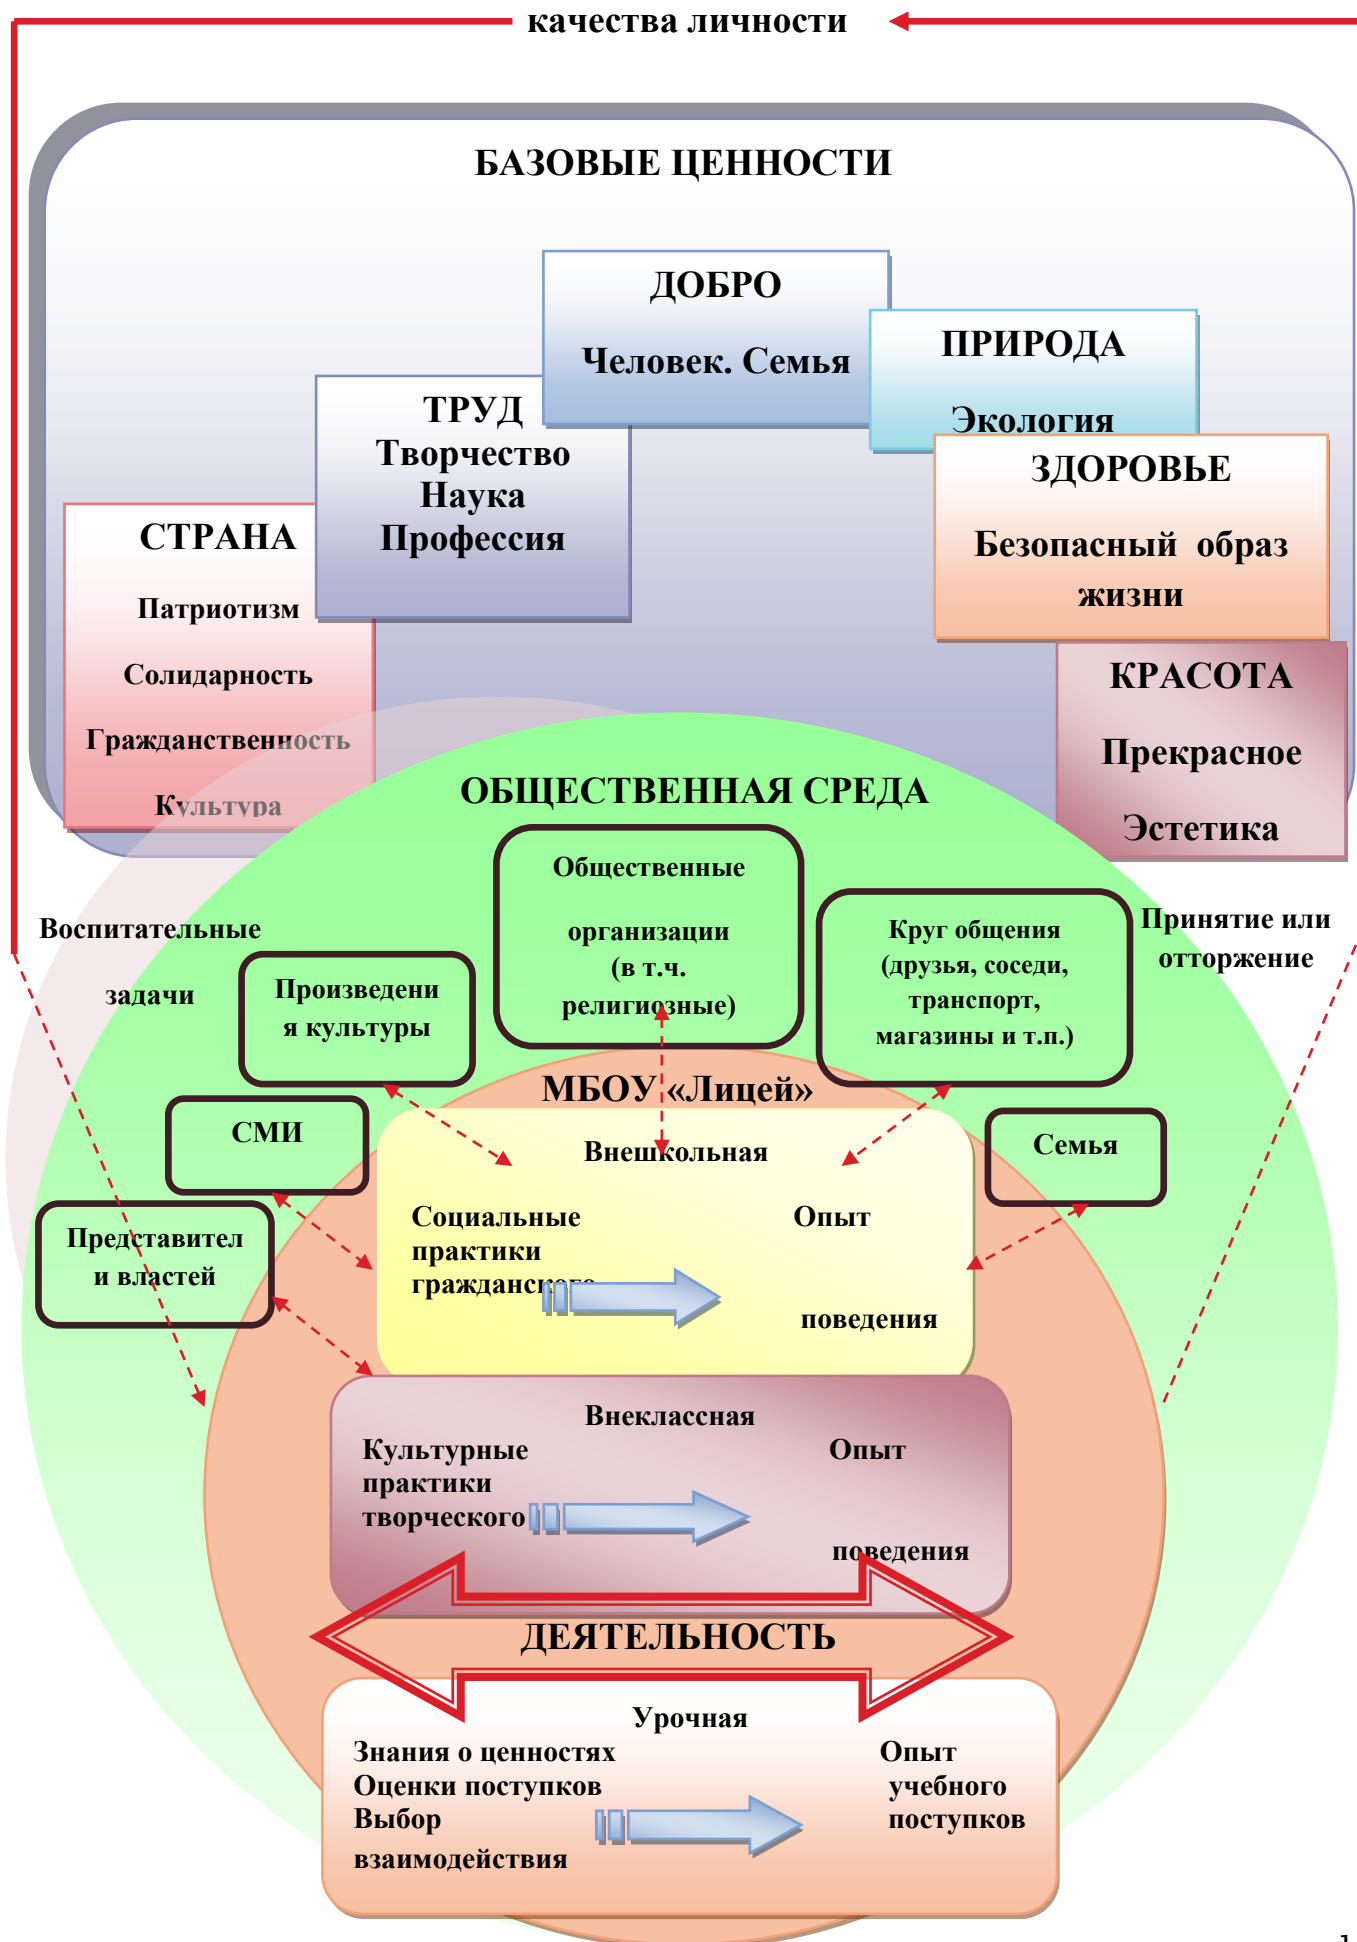 качества личности
БАЗОВЫЕ ЦЕННОСТИ
ДОБРО
Человек. Семья
ПРИРОДА
Экология
ТРУД
Творчество
Наука
Профессия
ЗДОРОВЬЕ
Безопасный образ
жизни
СТРАНА
Патриотизм
Солидарность
Гражданственность
Культура
КРАСОТА
Прекрасное
Эстетика
ОБЩЕСТВЕННАЯ СРЕДА
Воспитательные
задачи
Принятие или
отторжение
Общественные
организации
(в т.ч.
религиозные)
Круг общения
(друзья, соседи,
транспорт,
магазины и т.п.)
Произведени
я культуры
СМИ
Семья
Представител
и властей
МБОУ «Лицей»
Внешкольная
Социальные
практики
гражданского
Опыт
поведения
Внеклассная
Культурные
практики
творческого
Опыт
поведения
ДЕЯТЕЛЬНОСТЬ
Урочная
Знания о ценностях
Оценки поступков
Выбор
взаимодействия
Опыт
учебного
поступков